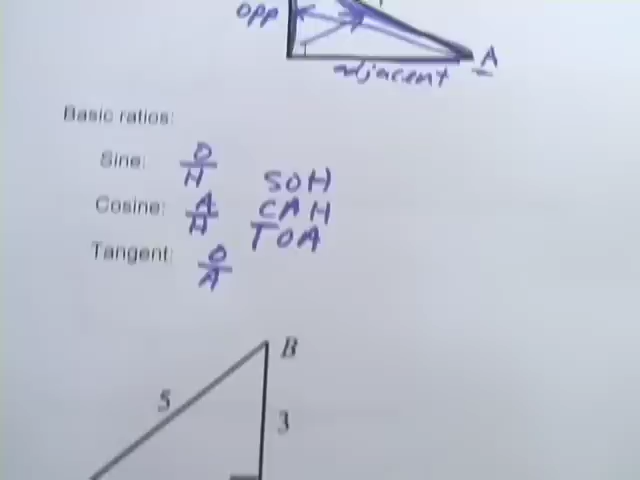 opp
A
adjacent
Basic ratios:
Sine: O/H SOH
Cosine: A/H CAH
Tangent: O/A TOA
B
5
3